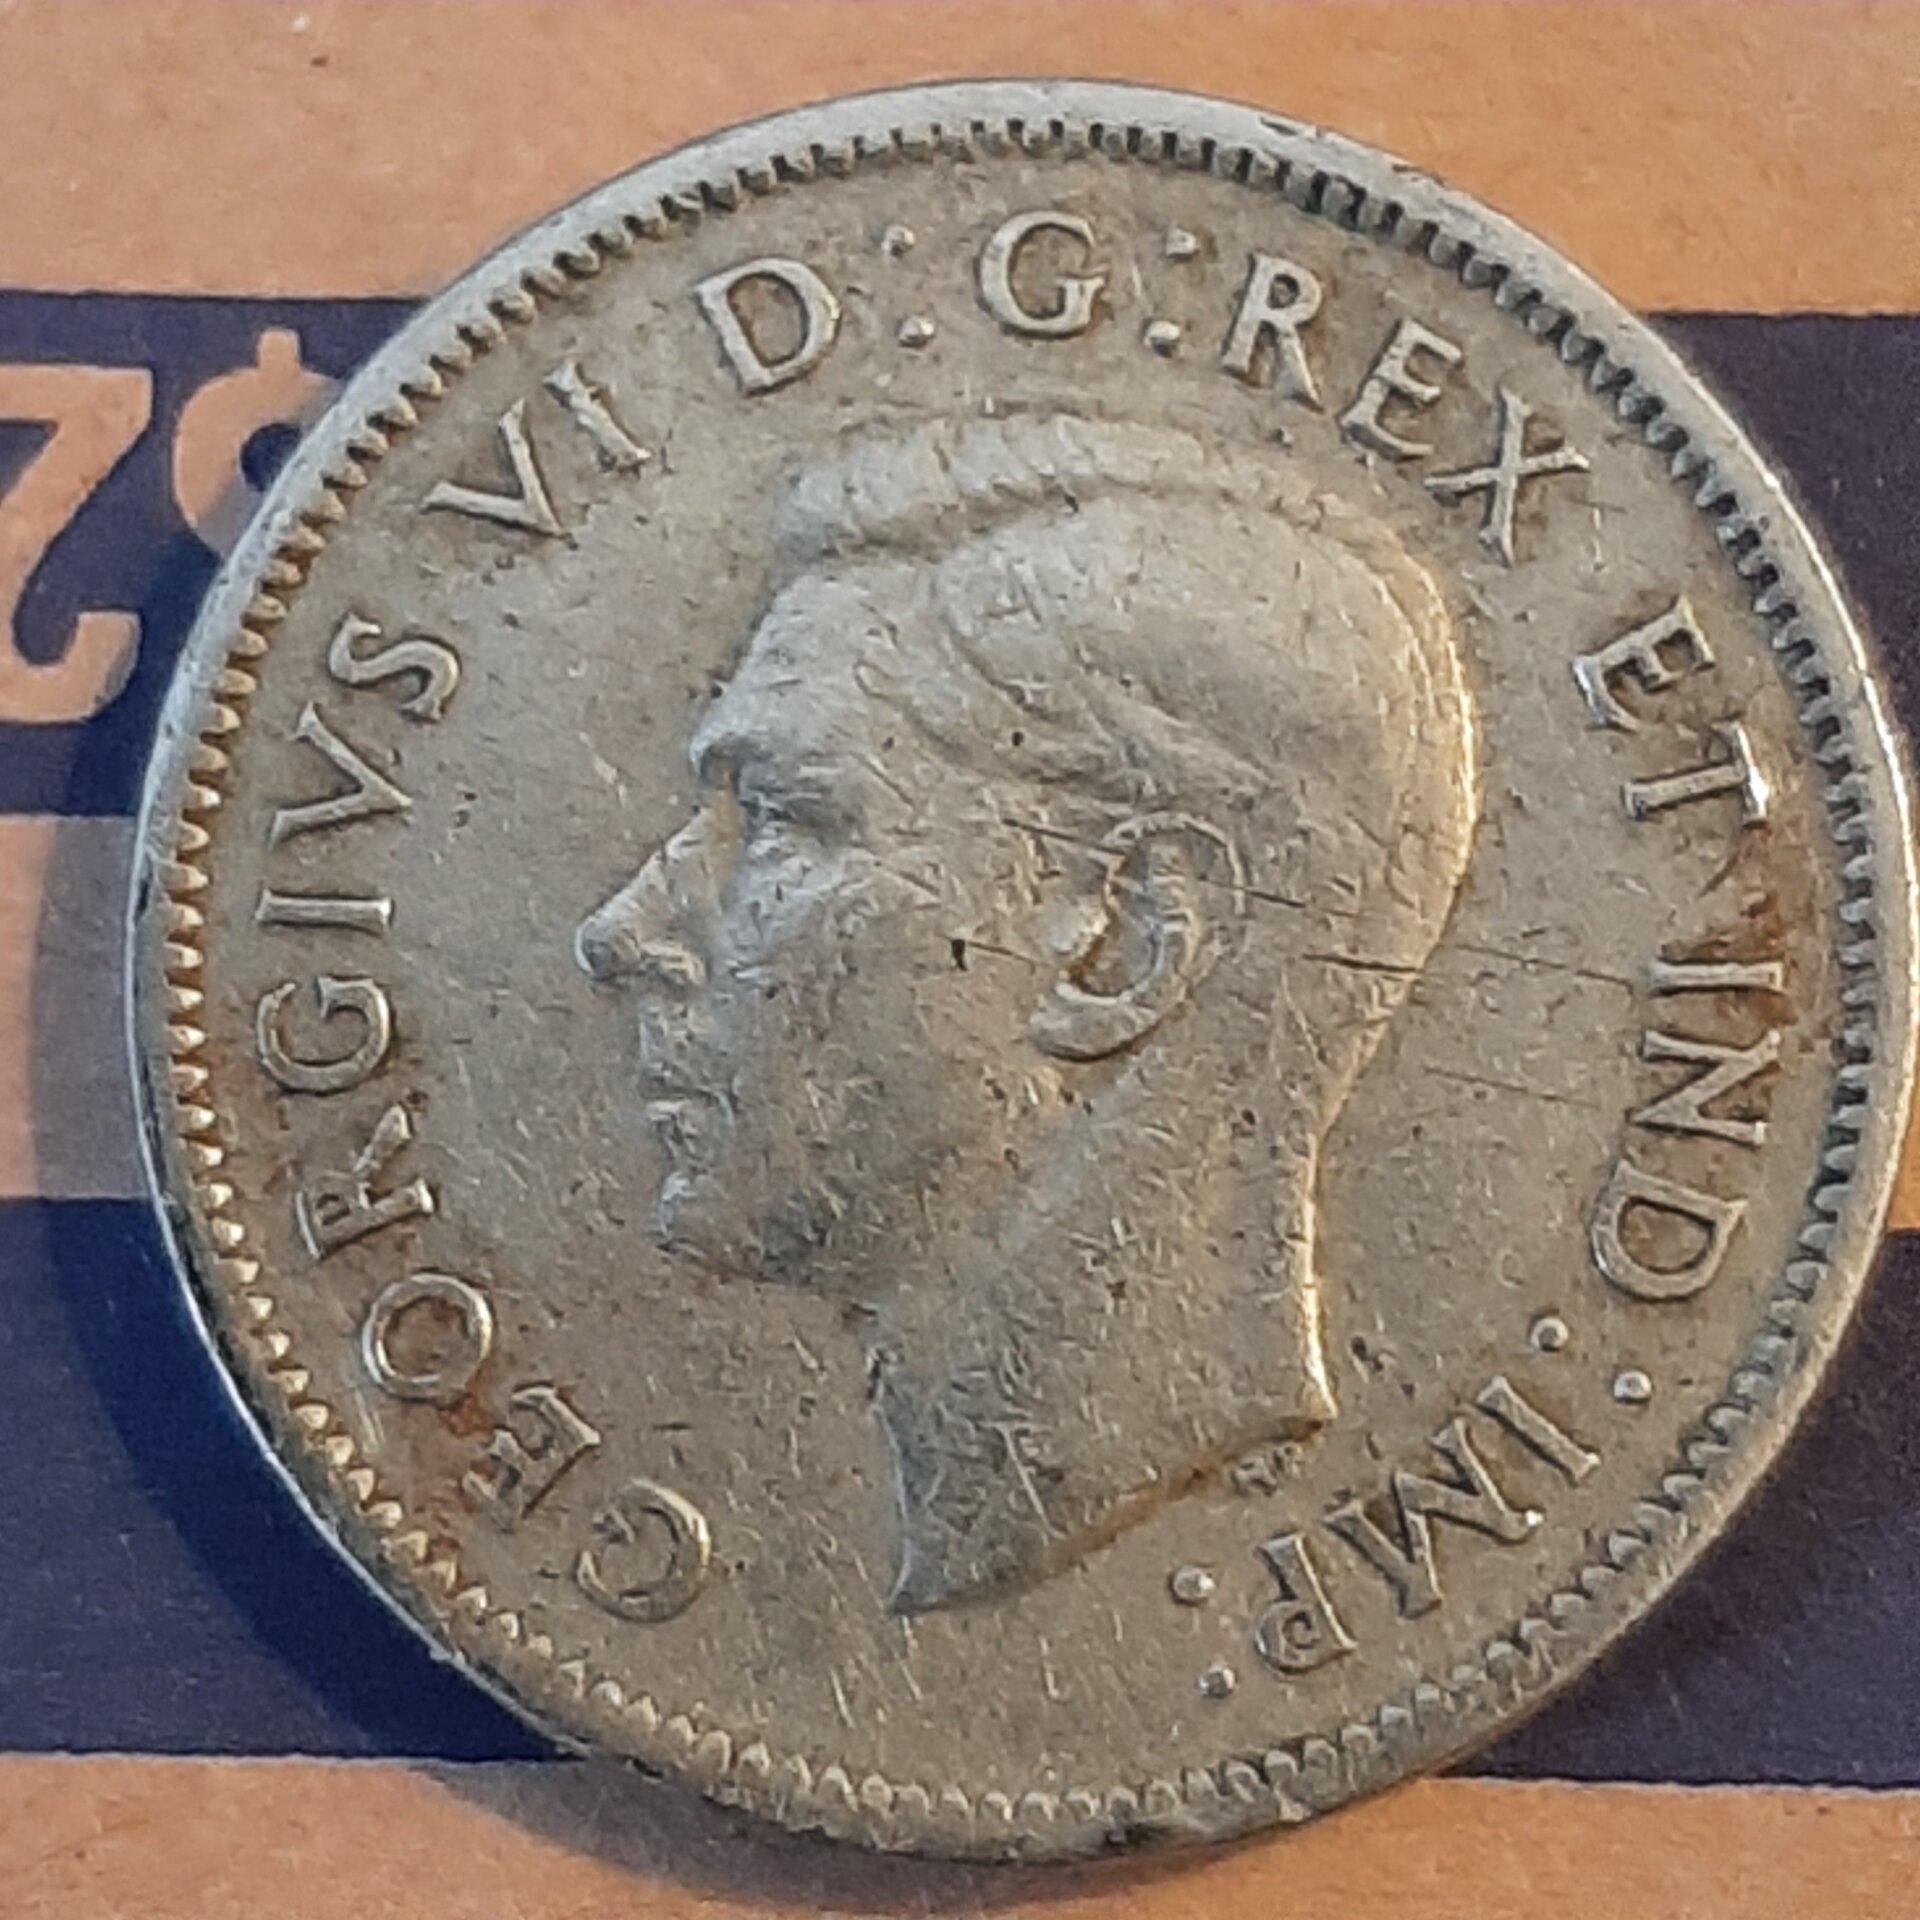 GEORGIVS VI D : G : REX ET IND : IMP :